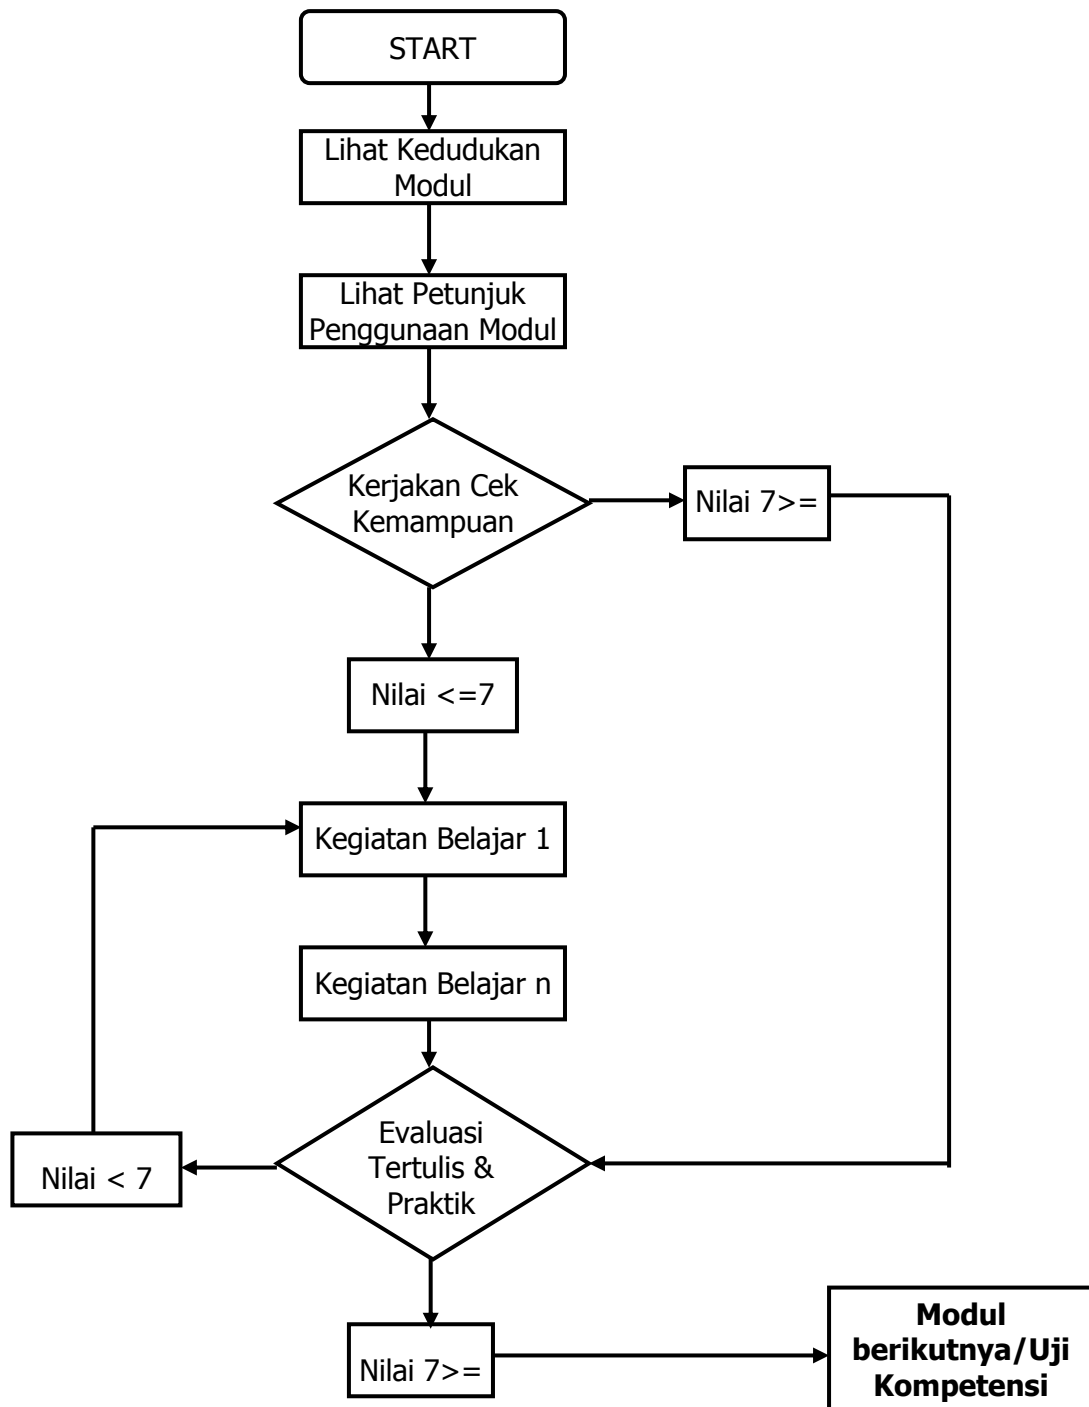 START
Lihat Kedudukan
Modul
Lihat Petunjuk
Penggunaan Modul
Kerjakan Cek
Kemampuan
Nilai 7>=
Nilai <=7
Kegiatan Belajar 1
Kegiatan Belajar n
Evaluasi
Tertulis &
Praktik
Nilai < 7
Nilai 7>=
Modul
berikutnya/Uji
Kompetensi